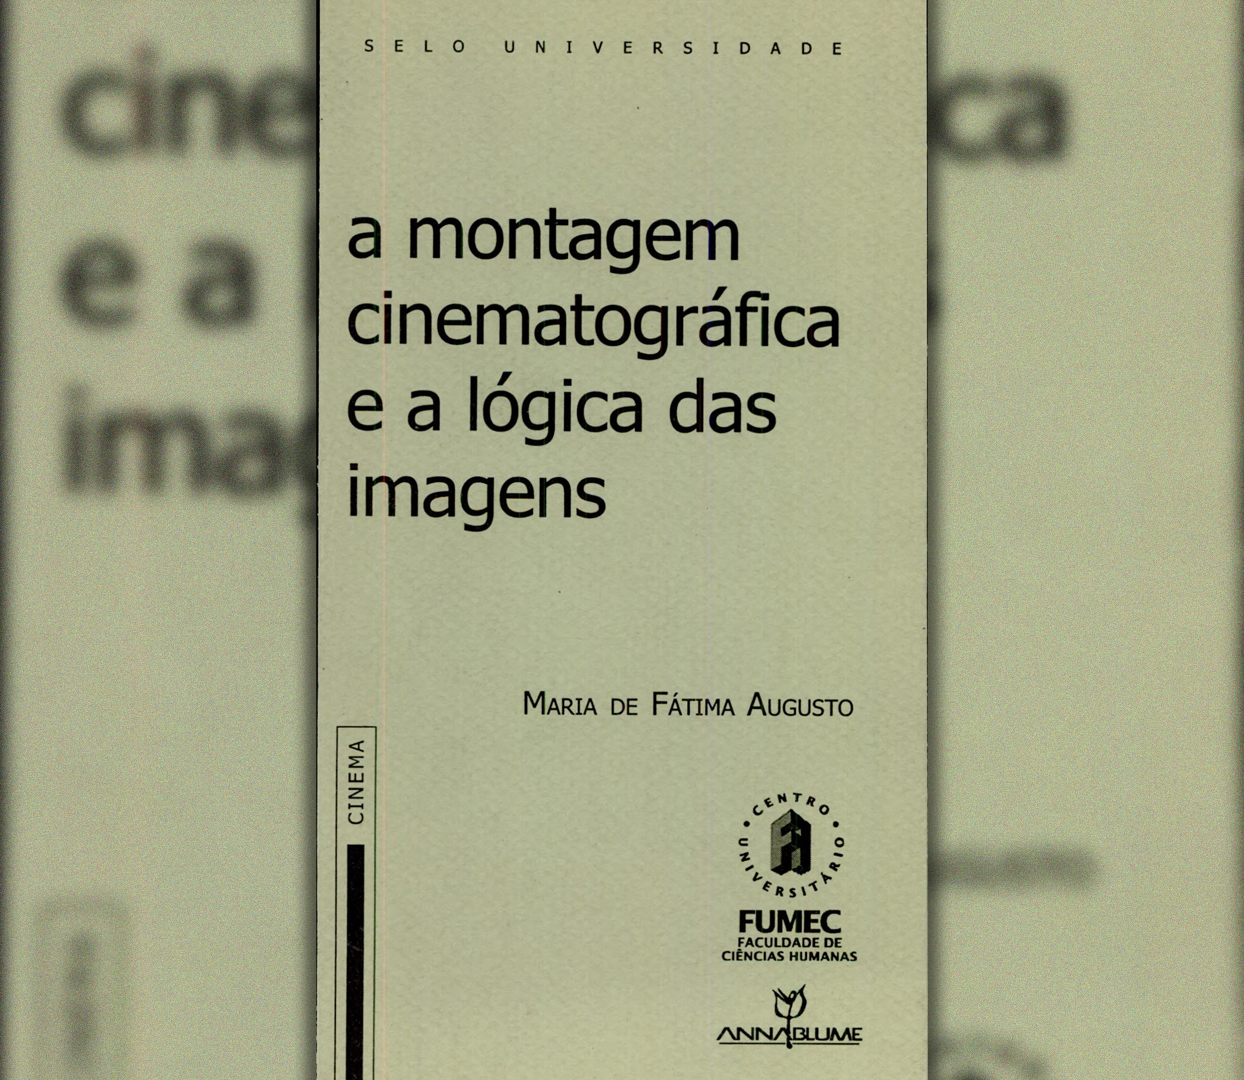 SELO UNIVERSIDADE
a montagem
cinematográfica
e a lógica das
imagens
MARIA DE FÁTIMA AUGUSTO
CINEMA
CENTRO UNIVERSITÁRIO
FUMEC
FACULDADE DE
CIÊNCIAS HUMANAS
ANNABLUME